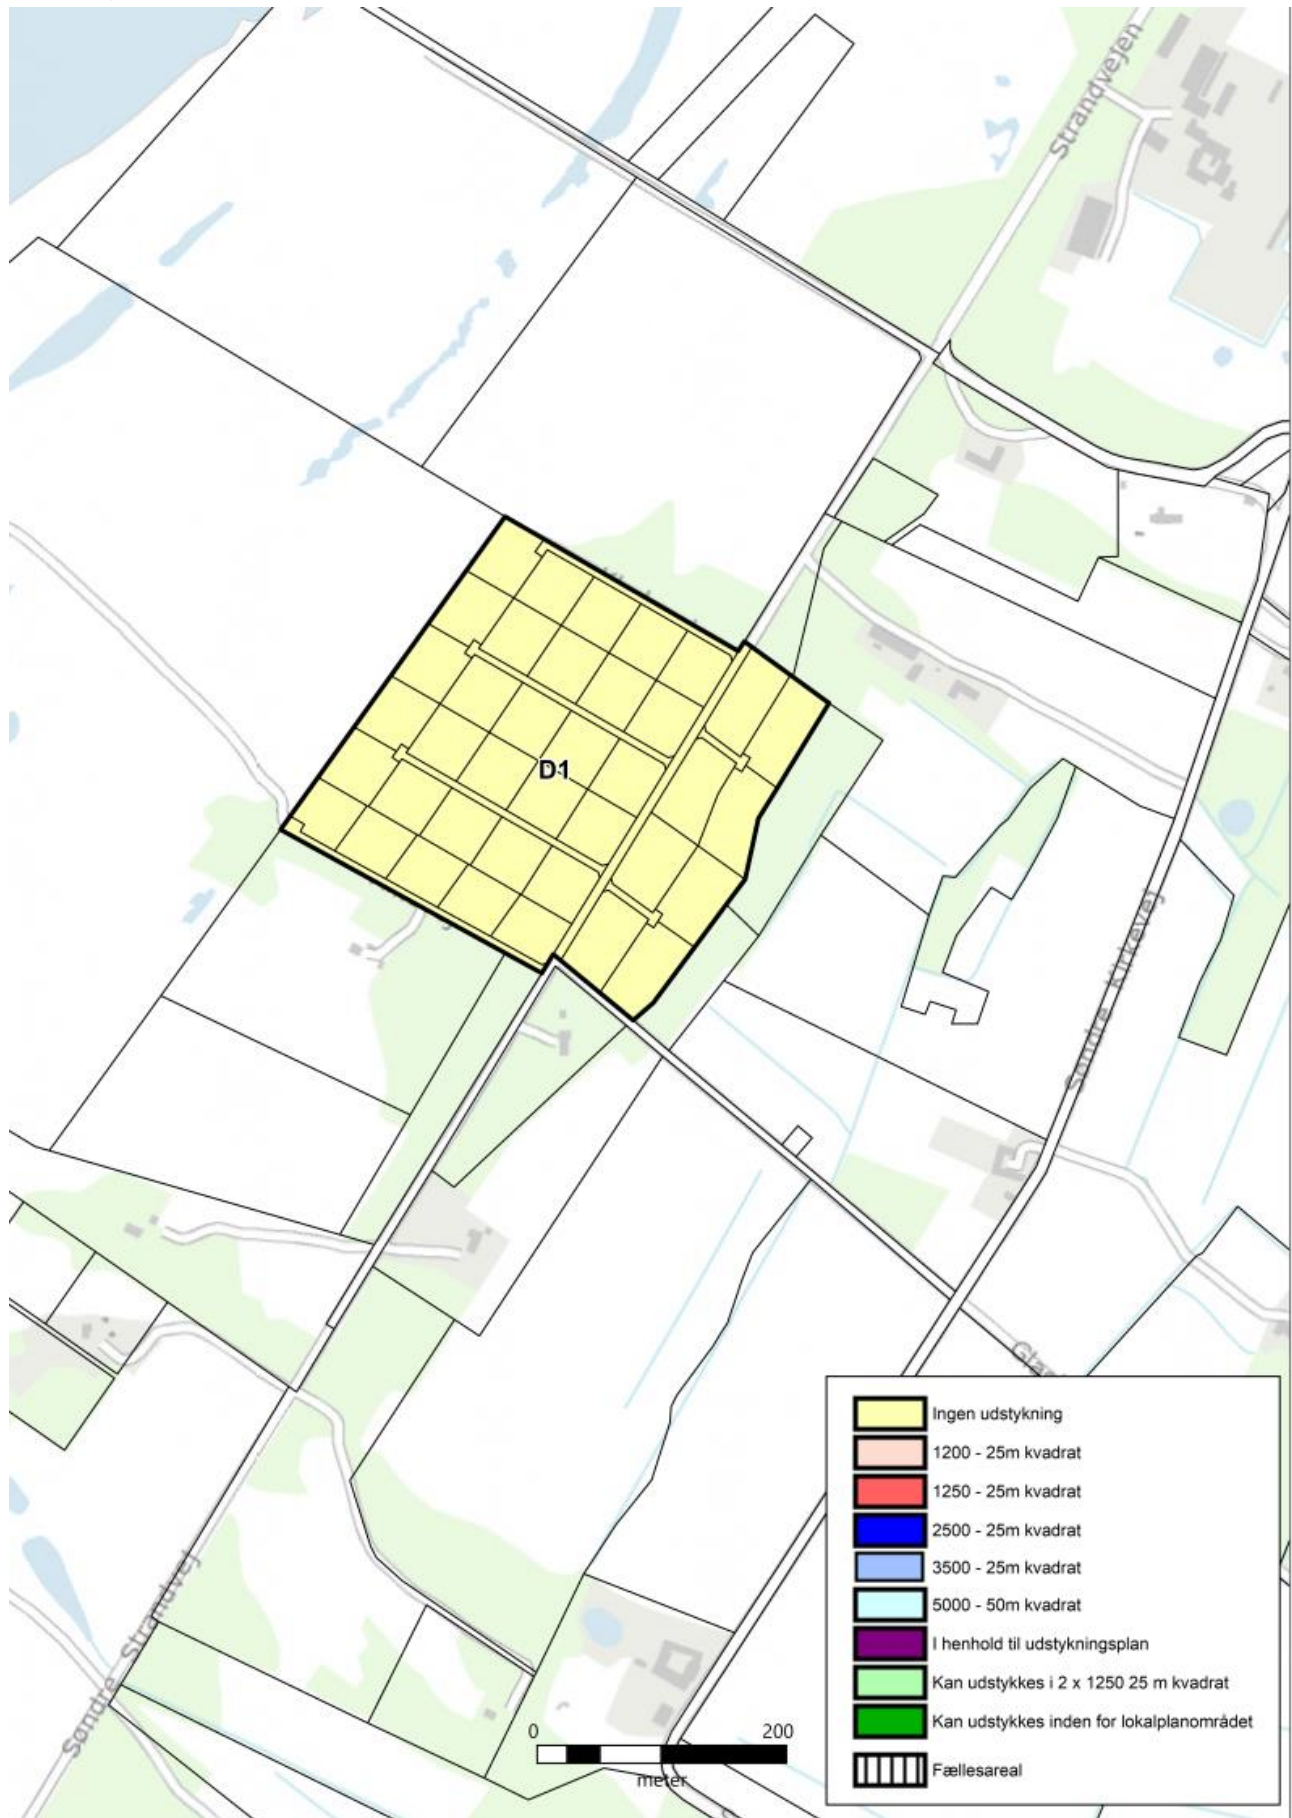 Strandvejen
D1
Søndre Kirkevej
Søndre Strandvej
Ingen udstykning
1200 - 25m kvadrat
1250 - 25m kvadrat
2500 - 25m kvadrat
3500 - 25m kvadrat
5000 - 50m kvadrat
I henhold til udstykningsplan
Kan udstykkes i 2 x 1250 25 m kvadrat
Kan udstykkes inden for lokalplanområdet
Fællesareal
0 200
meter